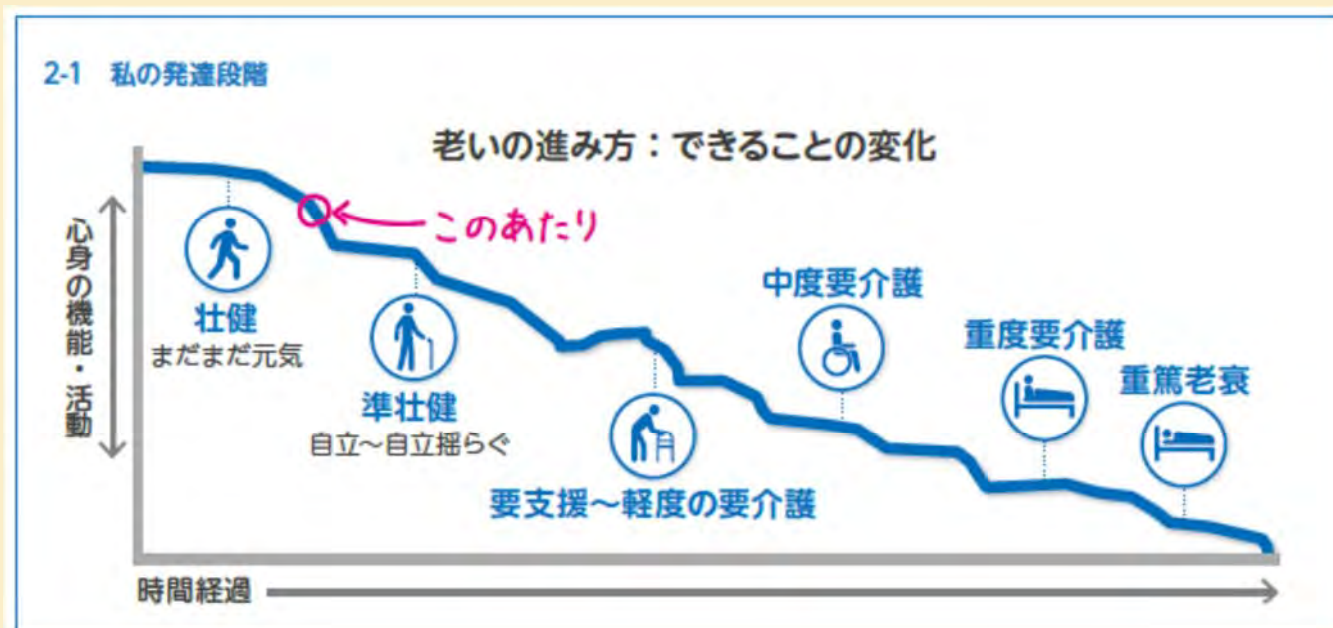 2-1 私の発達段階
老いの進み方：できることの変化
心身の機能・活動
このあたり
壮健
まだまだ元気
準壮健
自立～自立揺らぐ
要支援～軽度の要介護
中度要介護
重度要介護
重篤老衰
時間経過